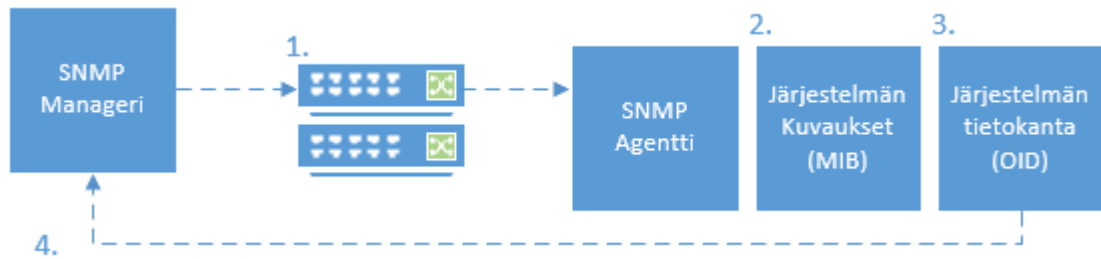 SNMP
Manageri
1.
SNMP
Agentti
2.
Järjestelmän
Kuvaukset
(MIB)
3.
Järjestelmän
tietokanta
(OID)
4.